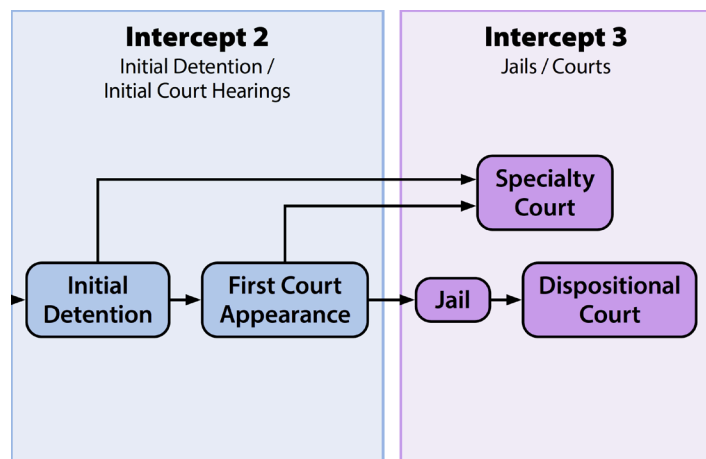 Intercept 2
Initial Detention /
Initial Court Hearings
Intercept 3
Jails / Courts
Specialty
Court
Initial
Detention
First Court
Appearance
Jail
Dispositional
Court